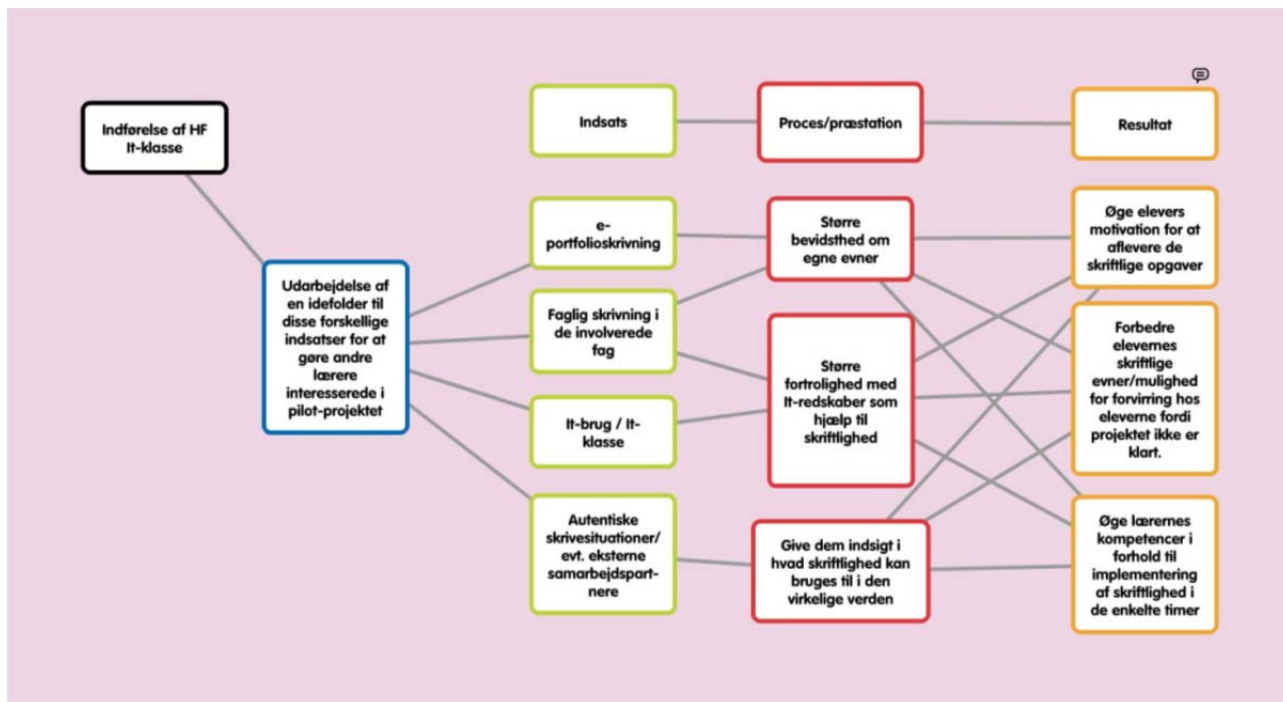 Indførelse af HF
It-klasse
Udarbejdelse af
en idefolder til
disse forskellige
indsatser for at
gøre andre
lærere
interesserede i
pilot-projektet
Indsats
e-
portfolioskrivning
Faglig skrivning i
de involverede
fag
It-brug / It-
klasse
Autentiske
skrivesituationer/
evt. eksterne
samarbejdspart-
nere
Proces/præstation
Større
bevidsthed om
egne evner
Større
fortrolighed med
It-redskaber som
hjælp til
skriftlighed
Give dem indsigt i
hvad skriftlighed kan
bruges til i den
virkelige verden
Resultat
Øge elevers
motivation for at
aflevere de
skriftlige opgaver
Forbedre
elevernes
skriftlige
evner/mulighed
for forvirring hos
eleverne fordi
projektet ikke er
klart.
Øge lærernes
kompetencer i
forhold til
implementering
af skriftlighed i
de enkelte timer